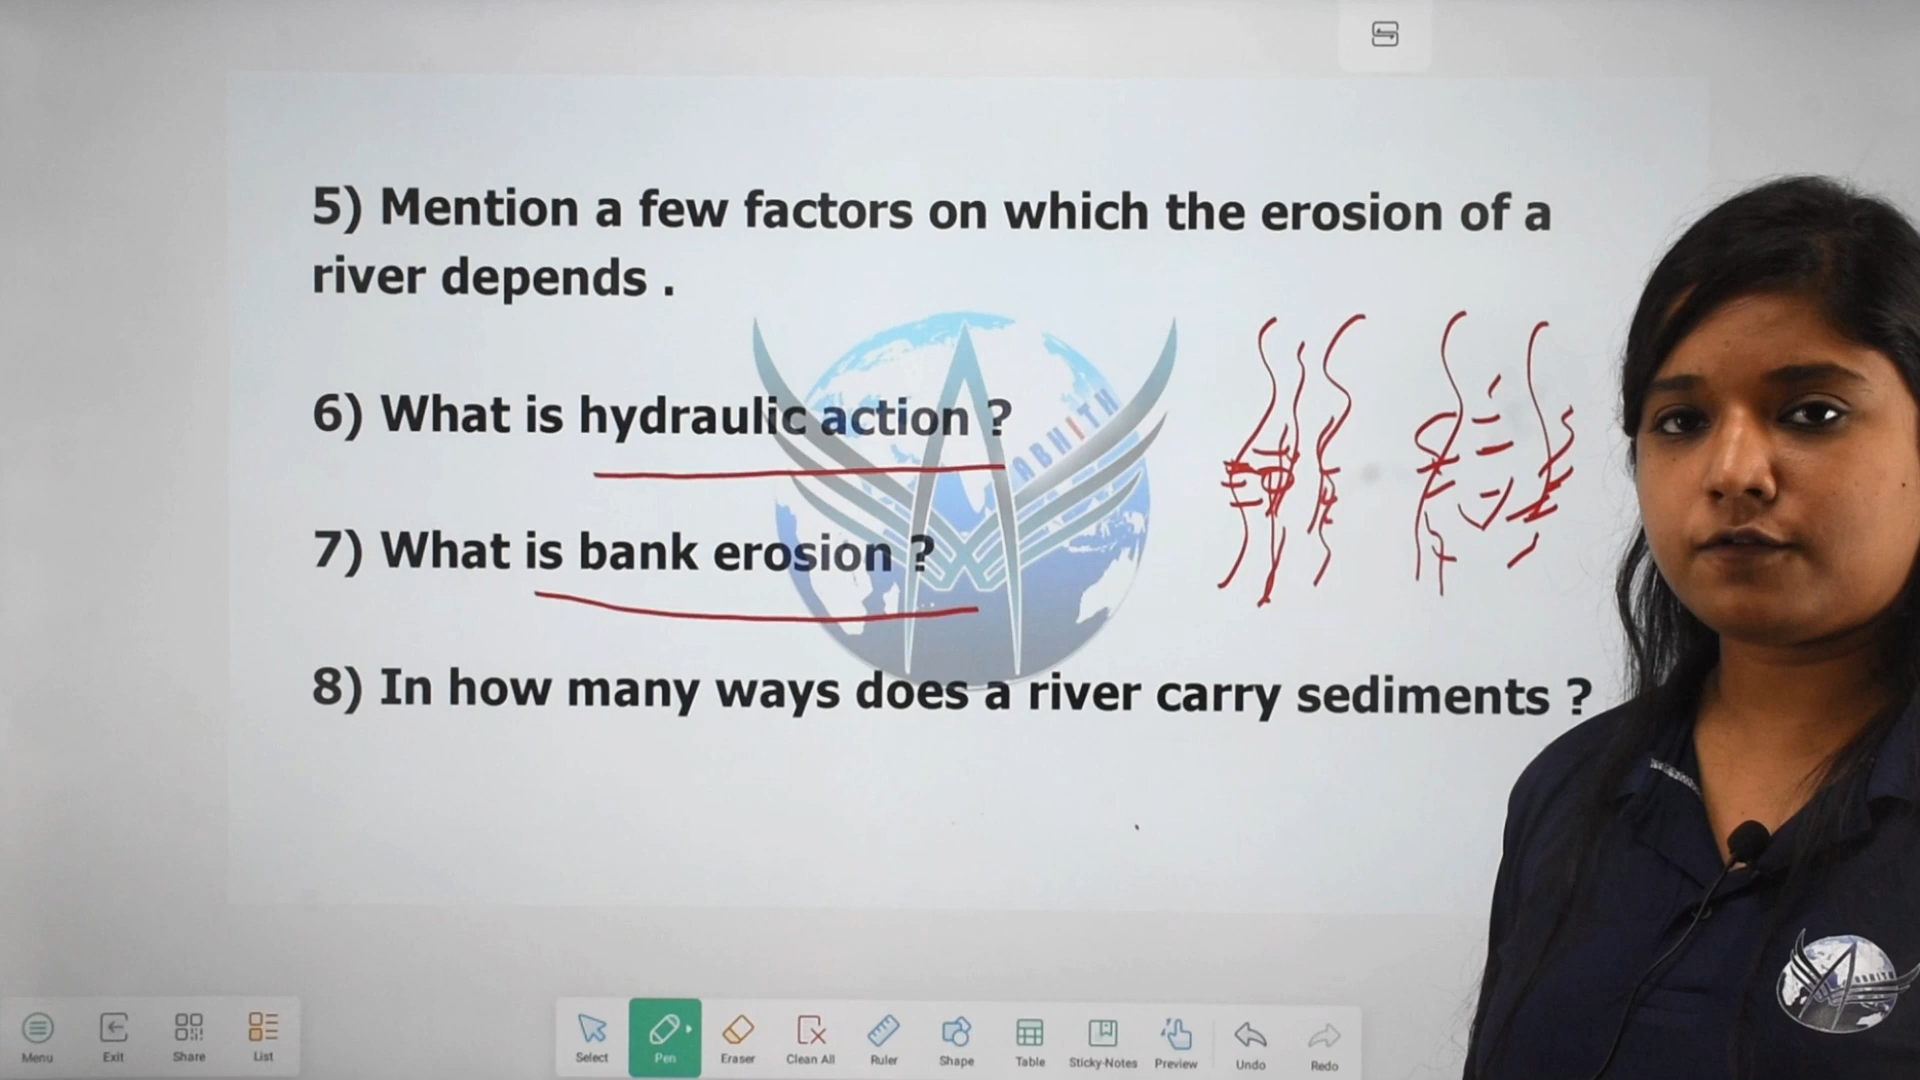 5) Mention a few factors on which the erosion of a
river depends .
6) What is hydraulic action ?
ABHITH
7) What is bank erosion ?
8) In how many ways does a river carry sediments ?
ABHITH
Menu Exit Share List Select Pen Eraser Clean All Ruler Shape Table Sticky-Notes Preview Undo Redo